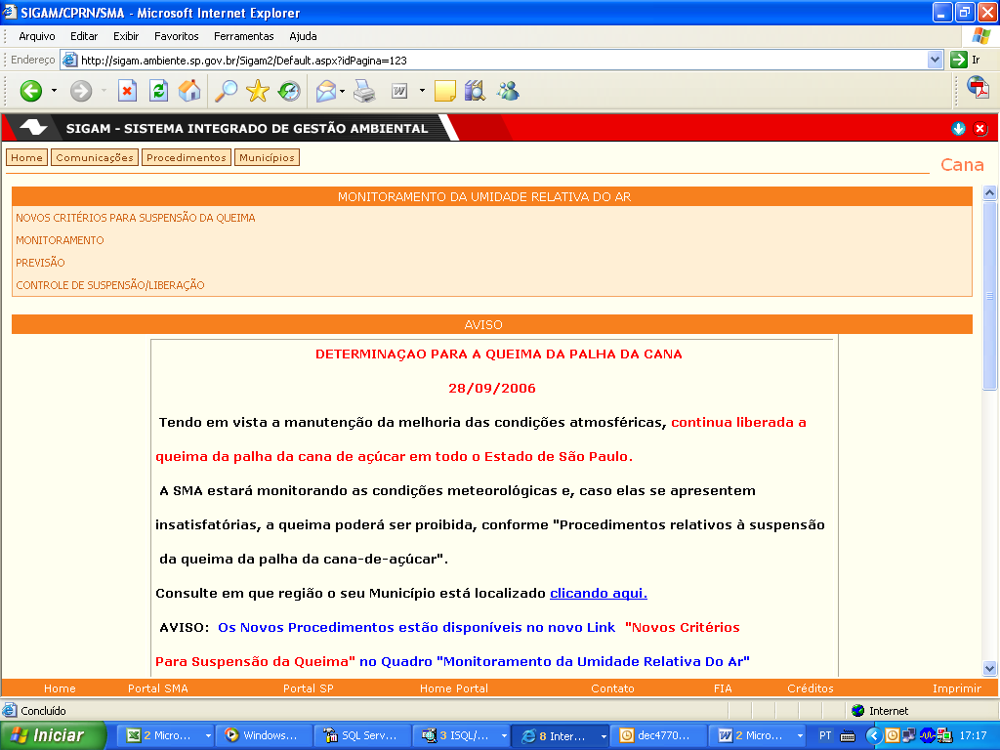 SIGAM/CPRN/SMA - Microsoft Internet Explorer
Arquivo Editar Exibir Favoritos Ferramentas Ajuda
Endereço http://sigam.ambiente.sp.gov.br/Sigam2/Default.aspx?idPagina=123 Ir
SIGAM - SISTEMA INTEGRADO DE GESTÃO AMBIENTAL
Home Comunicações Procedimentos Municípios
Cana
MONITORAMENTO DA UMIDADE RELATIVA DO AR
NOVOS CRITÉRIOS PARA SUSPENSÃO DA QUEIMA
MONITORAMENTO
PREVISÃO
CONTROLE DE SUSPENSÃO/LIBERAÇÃO
AVISO
DETERMINAÇAO PARA A QUEIMA DA PALHA DA CANA
28/09/2006
Tendo em vista a manutenção da melhoria das condições atmosféricas, continua liberada a
queima da palha da cana de açúcar em todo o Estado de São Paulo.
A SMA estará monitorando as condições meteorológicas e, caso elas se apresentem
insatisfatórias, a queima poderá ser proibida, conforme "Procedimentos relativos à suspensão
da queima da palha da cana-de-açúcar".
Consulte em que região o seu Município está localizado clicando aqui.
AVISO: Os Novos Procedimentos estão disponíveis no novo Link "Novos Critérios
Para Suspensão da Queima" no Quadro "Monitoramento da Umidade Relativa Do Ar"
Home Portal SMA Portal SP Home Portal Contato FIA Créditos Imprimir
Concluído Internet
Iniciar 2 Micro... Windows... SQL Serv... 3 ISQL/... 8 Inter... dec4770... 2 Micro... PT 17:17